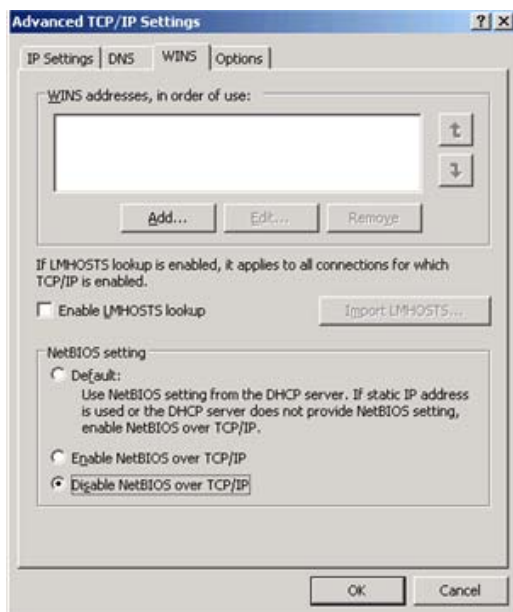 Advanced TCP/IP Settings
IP Settings DNS WINS Options
WINS addresses, in order of use:
Add... Edit... Remove
If LMHOSTS lookup is enabled, it applies to all connections for which
TCP/IP is enabled.
Enable LMHOSTS lookup Import LMHOSTS...
NetBIOS setting
Default:
Use NetBIOS setting from the DHCP server. If static IP address
is used or the DHCP server does not provide NetBIOS setting,
enable NetBIOS over TCP/IP.
Enable NetBIOS over TCP/IP
Disable NetBIOS over TCP/IP
OK Cancel